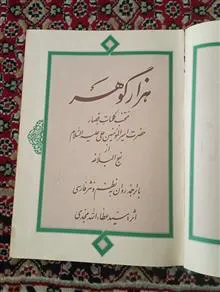 هزار گوهر
منتخب کلمات قصار
حضرت امیرالمؤمنین علی علیه السلام
از
نهج البلاغه
با ترجمه روان به نظم و نثر فارسی
اثر سید عطاءالله مجدی